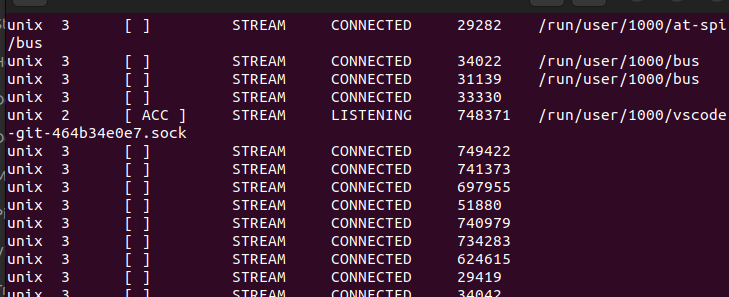 unix  3      [ ]         STREAM     CONNECTED     29282    /run/user/1000/at-spi
/bus
unix  3      [ ]         STREAM     CONNECTED     34022    /run/user/1000/bus
unix  3      [ ]         STREAM     CONNECTED     31139    /run/user/1000/bus
unix  3      [ ]         STREAM     CONNECTED     33330
unix  2      [ ACC ]     STREAM     LISTENING     748371   /run/user/1000/vscode
-git-464b34e0e7.sock
unix  3      [ ]         STREAM     CONNECTED     749422
unix  3      [ ]         STREAM     CONNECTED     741373
unix  3      [ ]         STREAM     CONNECTED     697955
unix  3      [ ]         STREAM     CONNECTED     51880
unix  3      [ ]         STREAM     CONNECTED     740979
unix  3      [ ]         STREAM     CONNECTED     734283
unix  3      [ ]         STREAM     CONNECTED     624615
unix  3      [ ]         STREAM     CONNECTED     29419
unix  3      [ ]         STREAM     CONNECTED     34042